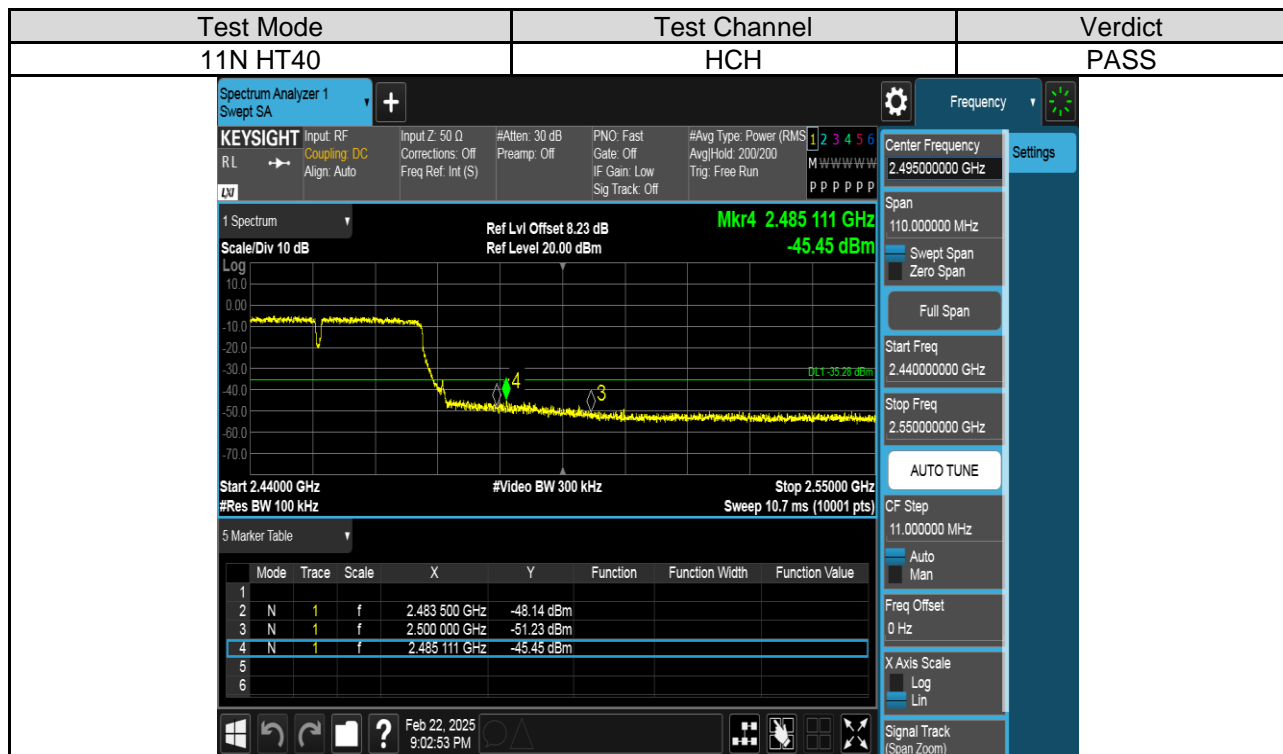 Test Mode Test Channel Verdict
11N HT40 HCH PASS
Spectrum Analyzer 1
Swept SA
+
Frequency
KEYSIGHT
RL
LXI
Input: RF
Coupling: DC
Align: Auto
Input Z: 50 Ω
Corrections: Off
Freq Ref: Int (S)
#Atten: 30 dB
Preamp: Off
PNO: Fast
Gate: Off
IF Gain: Low
Sig Track: Off
#Avg Type: Power (RMS
Avg|Hold: 200/200
Trig: Free Run
1 2 3 4 5 6
M W W W W W
P P P P P P
1 Spectrum
Scale/Div 10 dB
Ref Lvl Offset 8.23 dB
Ref Level 20.00 dBm
Mkr4 2.485 111 GHz
-45.45 dBm
Log
10.0
0.00
-10.0
-20.0
-30.0
-40.0
-50.0
-60.0
-70.0
DL1 -35.28 dBm
4
3
Start 2.44000 GHz #Video BW 300 kHz Stop 2.55000 GHz
#Res BW 100 kHz Sweep 10.7 ms (10001 pts)
5 Marker Table
Mode Trace Scale X Y Function Function Width Function Value
1
2 N 1 f 2.483 500 GHz -48.14 dBm
3 N 1 f 2.500 000 GHz -51.23 dBm
4 N 1 f 2.485 111 GHz -45.45 dBm
5
6
?
Feb 22, 2025
9:02:53 PM
Center Frequency
2.495000000 GHz
Settings
Span
110.000000 MHz
Swept Span
Zero Span
Full Span
Start Freq
2.440000000 GHz
Stop Freq
2.550000000 GHz
AUTO TUNE
CF Step
11.000000 MHz
Auto
Man
Freq Offset
0 Hz
X Axis Scale
Log
Lin
Signal Track
(Span Zoom)